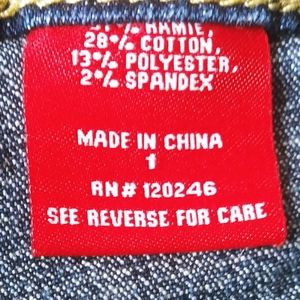 RAMIE,
28% COTTON,
13% POLYESTER,
2% SPANDEX
MADE IN CHINA
1
RN# 120246
SEE REVERSE FOR CARE